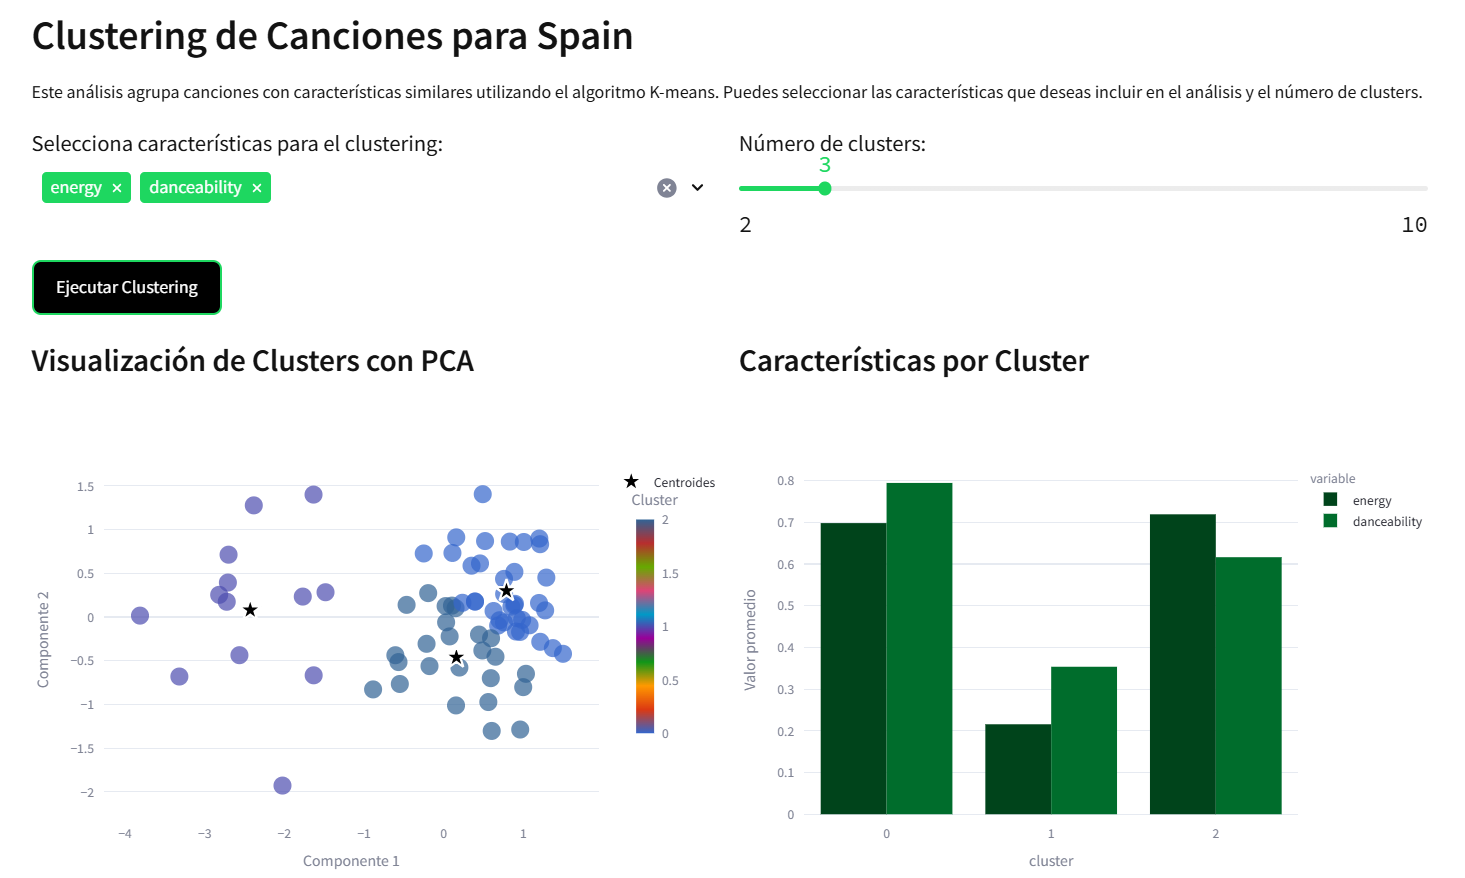 Clustering de Canciones para Spain
Este análisis agrupa canciones con características similares utilizando el algoritmo K-means. Puedes seleccionar las características que deseas incluir en el análisis y el número de clusters.
Selecciona características para el clustering:
energy × danceability ×
Número de clusters:
3
2 10
Ejecutar Clustering
Visualización de Clusters con PCA
Componente 2
1.5
1
0.5
0
−0.5
−1
−1.5
−2
−4 −3 −2 −1 0 1
Componente 1
Centroides
Cluster
2
1.5
1
0.5
0
Características por Cluster
Valor promedio
0.8
0.7
0.6
0.5
0.4
0.3
0.2
0.1
0
0 1 2
cluster
variable
energy
danceability